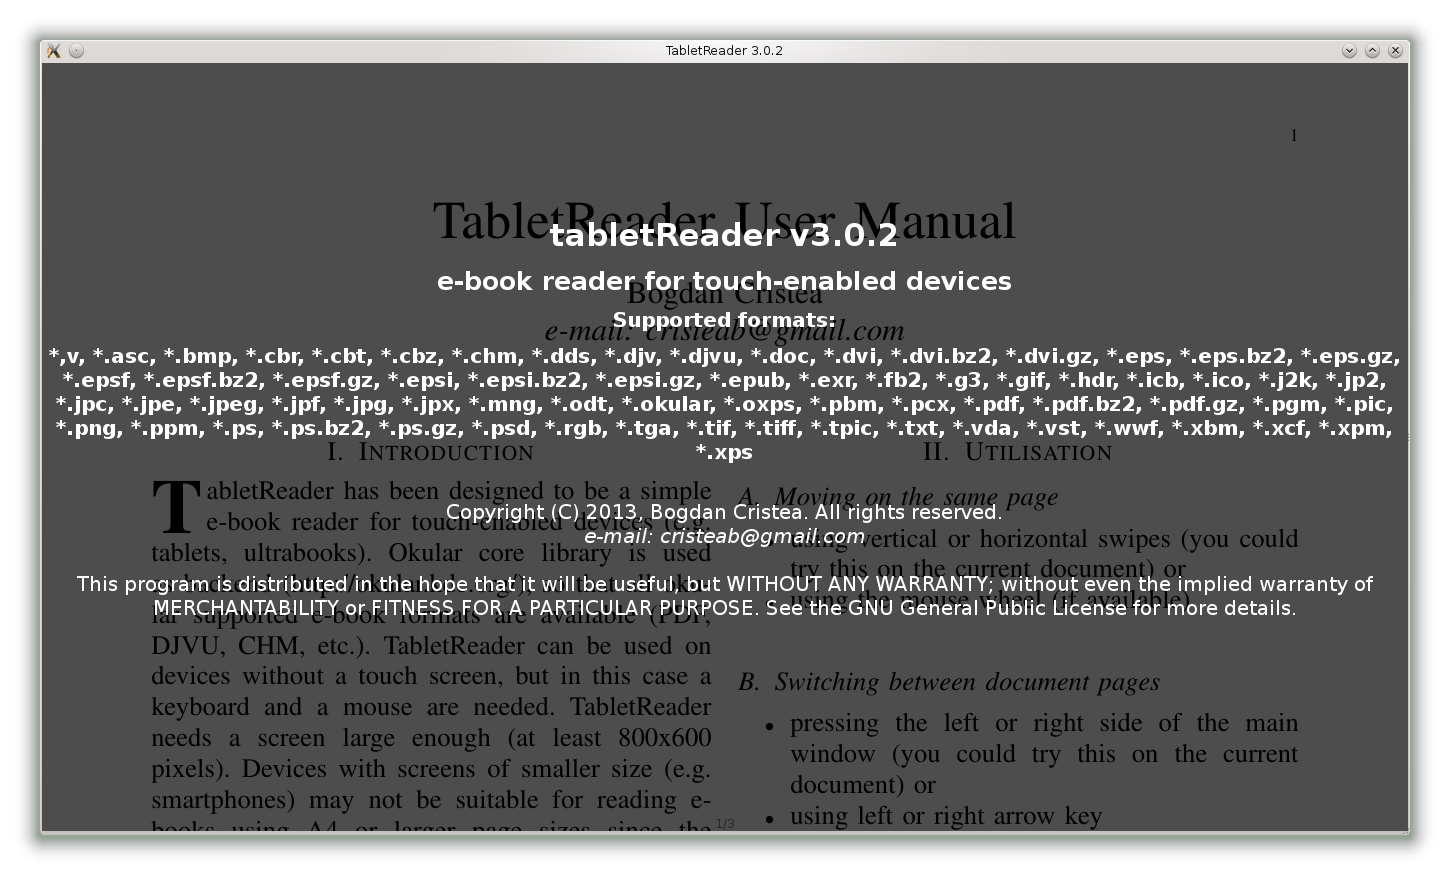 TabletReader 3.0.2
1
TabletReader User Manual
tabletReader v3.0.2
e-book reader for touch-enabled devices
Bogdan Cristea
Supported formats:
e-mail: cristeab@gmail.com
*,v, *.asc, *.bmp, *.cbr, *.cbt, *.cbz, *.chm, *.dds, *.djv, *.djvu, *.doc, *.dvi, *.dvi.bz2, *.dvi.gz, *.eps, *.eps.bz2, *.eps.gz,
*.epsf, *.epsf.bz2, *.epsf.gz, *.epsi, *.epsi.bz2, *.epsi.gz, *.epub, *.exr, *.fb2, *.g3, *.gif, *.hdr, *.icb, *.ico, *.j2k, *.jp2,
*.jpc, *.jpe, *.jpeg, *.jpf, *.jpg, *.jpx, *.mng, *.odt, *.okular, *.oxps, *.pbm, *.pcx, *.pdf, *.pdf.bz2, *.pdf.gz, *.pgm, *.pic,
*.png, *.ppm, *.ps, *.ps.bz2, *.ps.gz, *.psd, *.rgb, *.tga, *.tif, *.tiff, *.tpic, *.txt, *.vda, *.vst, *.wwf, *.xbm, *.xcf, *.xpm,
*.xps
Copyright (C) 2013, Bogdan Cristea. All rights reserved.
e-mail: cristeab@gmail.com
This program is distributed in the hope that it will be useful, but WITHOUT ANY WARRANTY; without even the implied warranty of
MERCHANTABILITY or FITNESS FOR A PARTICULAR PURPOSE. See the GNU General Public License for more details.
I. INTRODUCTION
TabletReader has been designed to be a simple
e-book reader for touch-enabled devices (e.g.
tablets, ultrabooks). Okular core library is used
lar supported e-book formats are available (PDF,
DJVU, CHM, etc.). TabletReader can be used on
devices without a touch screen, but in this case a
keyboard and a mouse are needed. TabletReader
needs a screen large enough (at least 800x600
pixels). Devices with screens of smaller size (e.g.
smartphones) may not be suitable for reading e-
books using A4 or larger page sizes since the
II. UTILISATION
A. Moving on the same page
• using vertical or horizontal swipes (you could
try this on the current document) or
• using the mouse wheel (if available)
B. Switching between document pages
• pressing the left or right side of the main
window (you could try this on the current
document) or
• using left or right arrow key
1/3